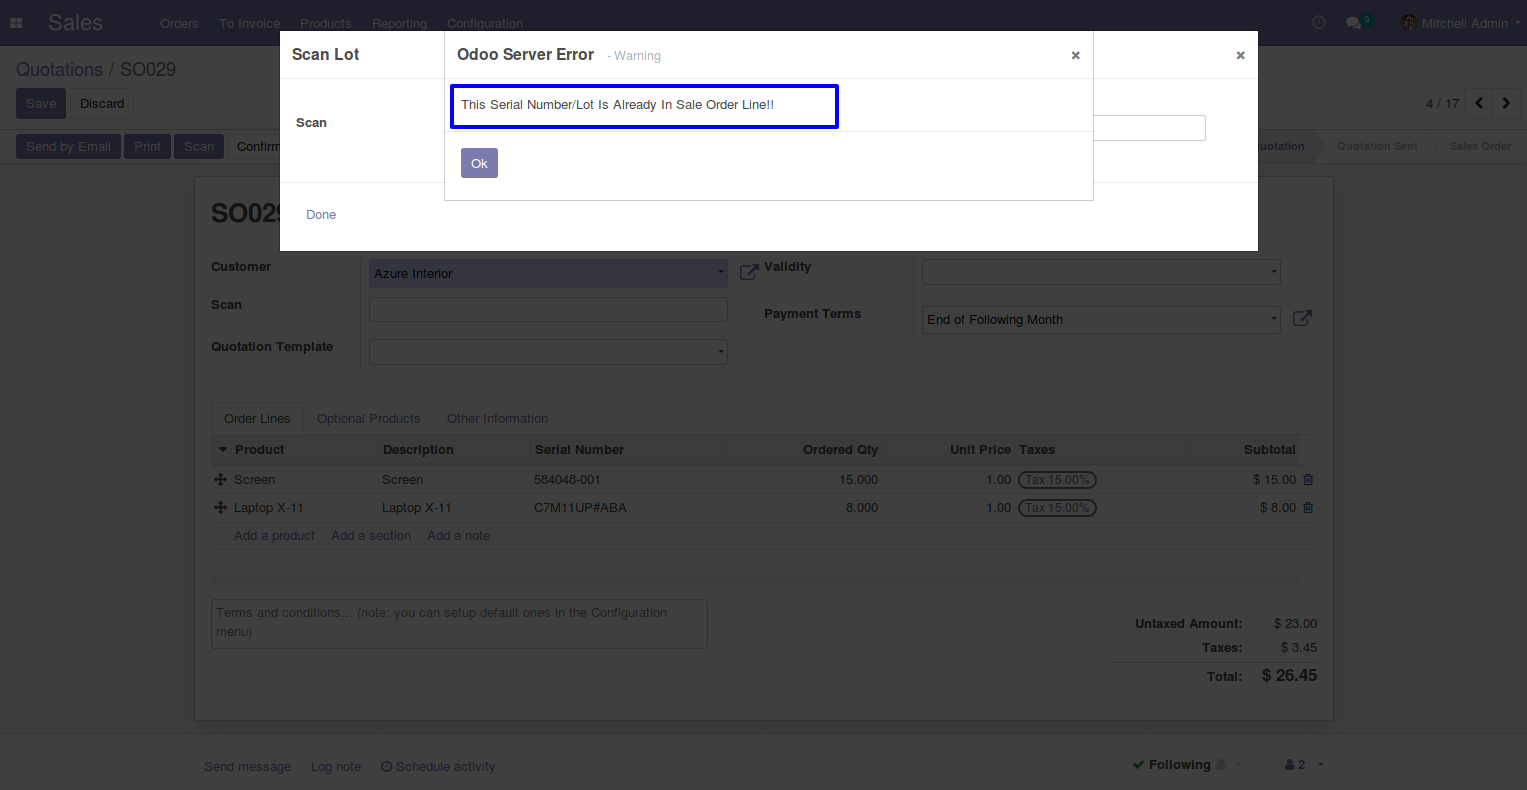 Sales Orders To Invoice Products Reporting Configuration 9 Mitchell Admin
Quotations / SO029
Save Discard
4 / 17
Send by Email Print Scan Confirm
uotation Quotation Sent Sales Order
Scan Lot
×
Odoo Server Error - Warning ×
This Serial Number/Lot Is Already In Sale Order Line!!
Scan
Ok
Done
SO029
Customer Azure Interior Validity
Scan
Payment Terms End of Following Month
Quotation Template
Order Lines Optional Products Other Information
Product Description Serial Number Ordered Qty Unit Price Taxes Subtotal
Screen Screen 584048-001 15.000 1.00 Tax 15.00% $ 15.00
Laptop X-11 Laptop X-11 C7M11UP#ABA 8.000 1.00 Tax 15.00% $ 8.00
Add a product Add a section Add a note
Terms and conditions... (note: you can setup default ones in the Configuration
menu)
Untaxed Amount: $ 23.00
Taxes: $ 3.45
Total: $ 26.45
Send message Log note Schedule activity Following 2